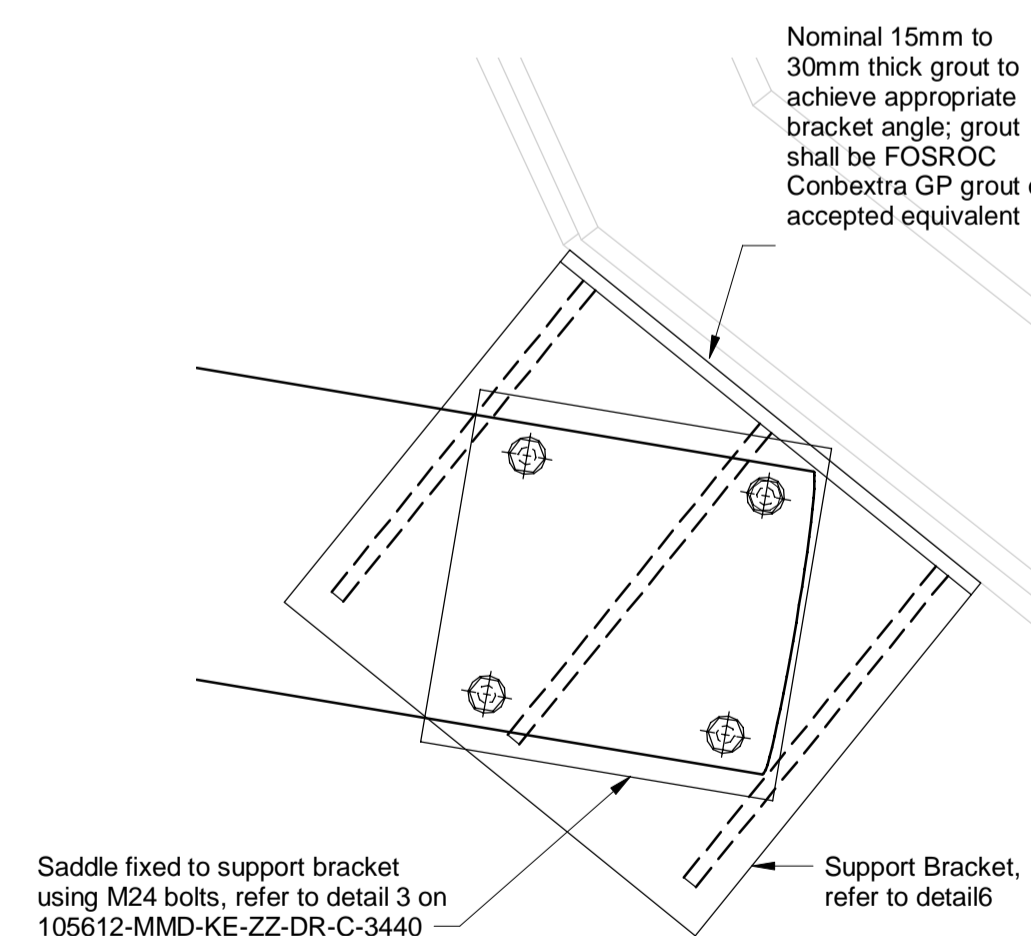 Nominal 15mm to
30mm thick grout to
achieve appropriate
bracket angle; grout
shall be FOSROC
Conbextra GP grout
accepted equivalent
Saddle fixed to support bracket
using M24 bolts, refer to detail 3 on
105612-MMD-KE-ZZ-DR-C-3440
Support Bracket,
refer to detail6